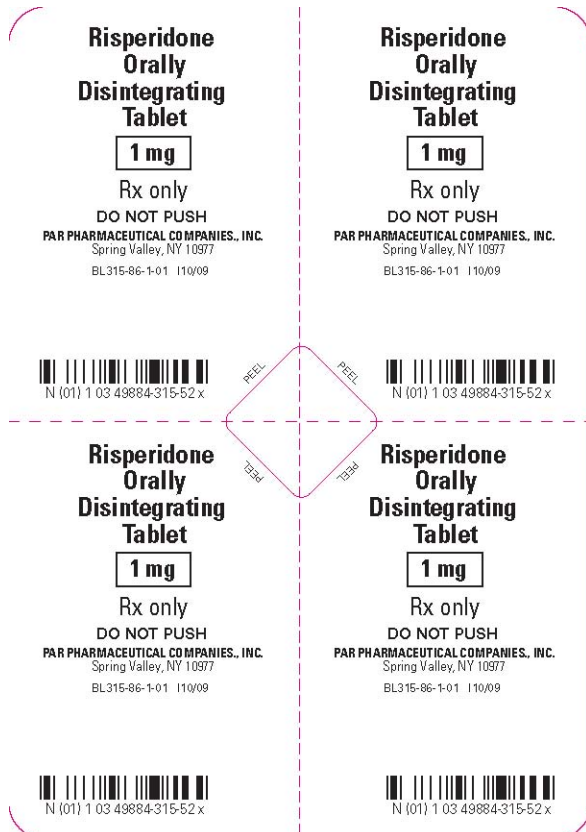 Risperidone
Orally
Disintegrating
Tablet
1 mg
Rx only
DO NOT PUSH
PAR PHARMACEUTICAL COMPANIES., INC.
Spring Valley, NY 10977
BL315-86-1-01 I10/09
N (01) 1 03 49884-315-52 x
Risperidone
Orally
Disintegrating
Tablet
1 mg
Rx only
DO NOT PUSH
PAR PHARMACEUTICAL COMPANIES., INC.
Spring Valley, NY 10977
BL315-86-1-01 I10/09
N (01) 1 03 49884-315-52 x
PEEL
PEEL
PEEL
PEEL
Risperidone
Orally
Disintegrating
Tablet
1 mg
Rx only
DO NOT PUSH
PAR PHARMACEUTICAL COMPANIES., INC.
Spring Valley, NY 10977
BL315-86-1-01 I10/09
N (01) 1 03 49884-315-52 x
Risperidone
Orally
Disintegrating
Tablet
1 mg
Rx only
DO NOT PUSH
PAR PHARMACEUTICAL COMPANIES., INC.
Spring Valley, NY 10977
BL315-86-1-01 I10/09
N (01) 1 03 49884-315-52 x